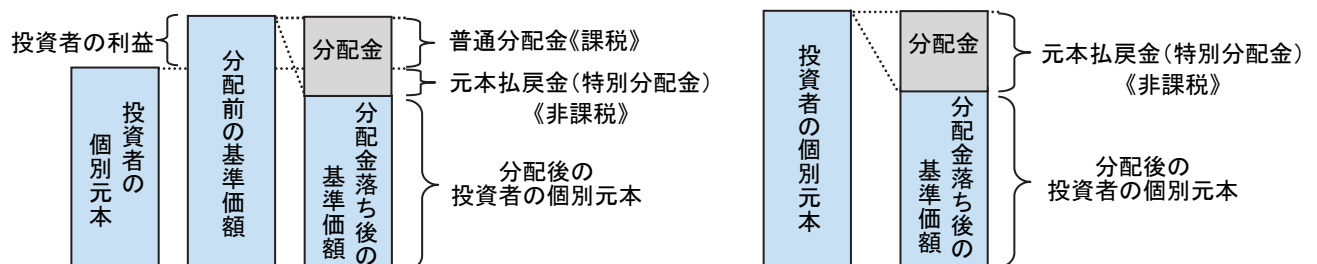 投資者の利益
投資者の
個別元本
分配前の基準価額
分配金
分配金落ち後の
基準価額
普通分配金《課税》
元本払戻金(特別分配金)
《非課税》
分配後の
投資者の個別元本
投資者の個別元本
分配金
分配金落ち後の
基準価額
元本払戻金(特別分配金)
《非課税》
分配後の
投資者の個別元本